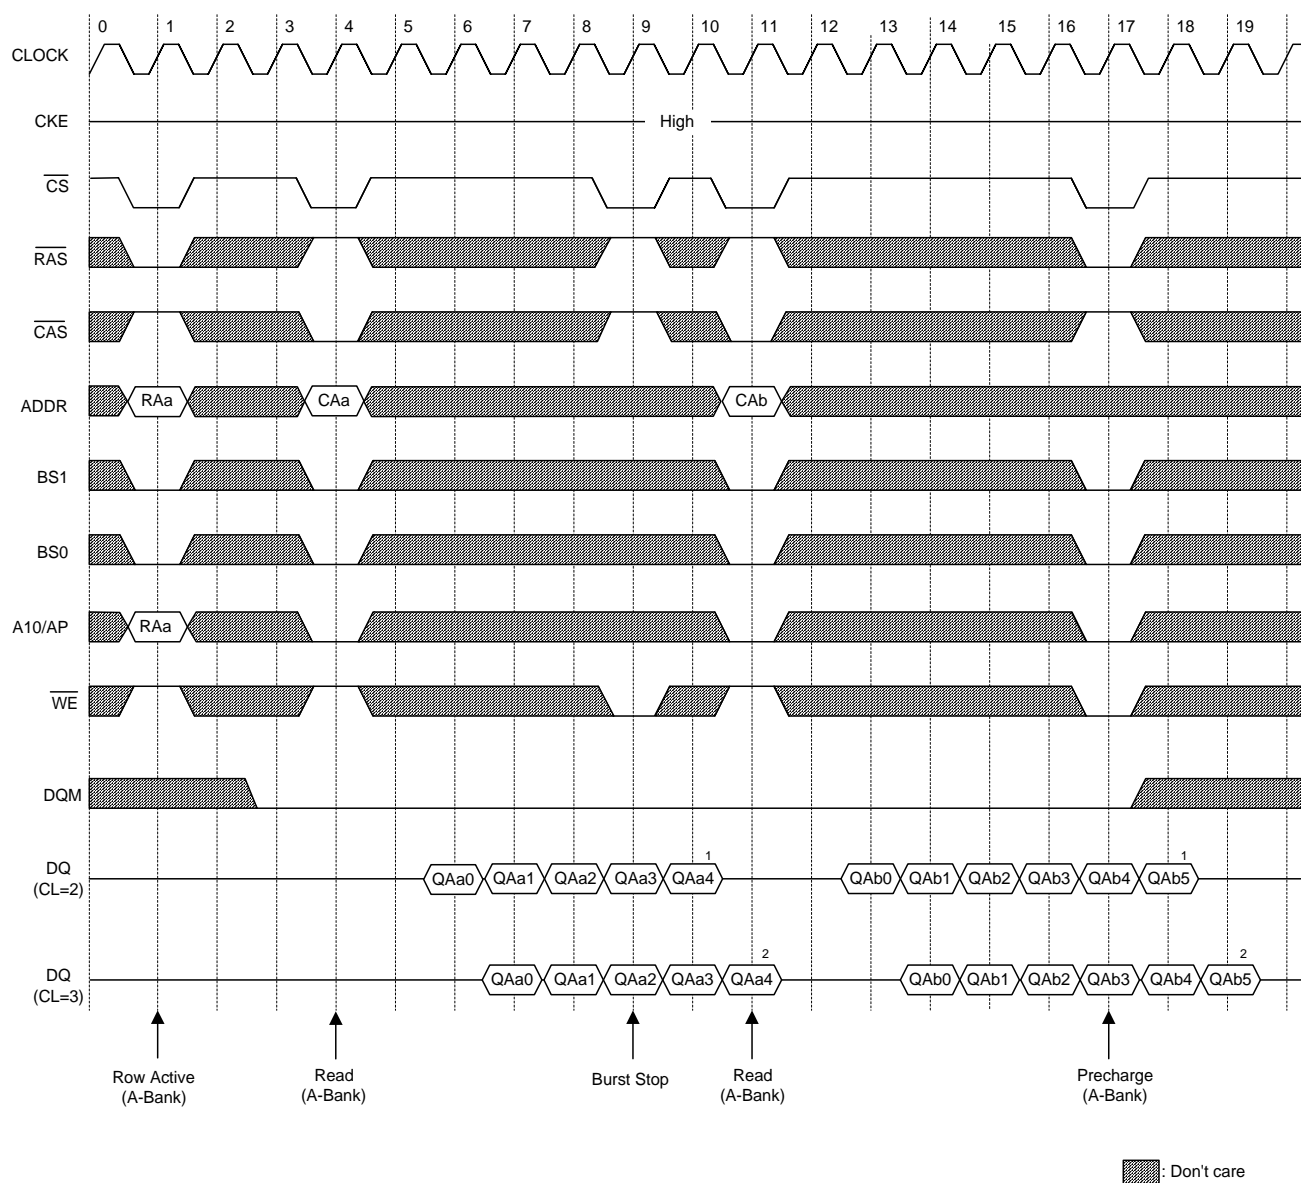 0 1 2 3 4 5 6 7 8 9 10 11 12 13 14 15 16 17 18 19
CLOCK
CKE High
CS
RAS
CAS
ADDR RAa CAa CAb
BS1
BS0
A10/AP RAa
WE
DQM
1 1
DQ
(CL=2) QAa0 QAa1 QAa2 QAa3 QAa4 QAb0 QAb1 QAb2 QAb3 QAb4 QAb5
2 2
DQ
(CL=3) QAa0 QAa1 QAa2 QAa3 QAa4 QAb0 QAb1 QAb2 QAb3 QAb4 QAb5
Row Active
(A-Bank)
Read
(A-Bank)
Burst Stop
Read
(A-Bank)
Precharge
(A-Bank)
: Don't care